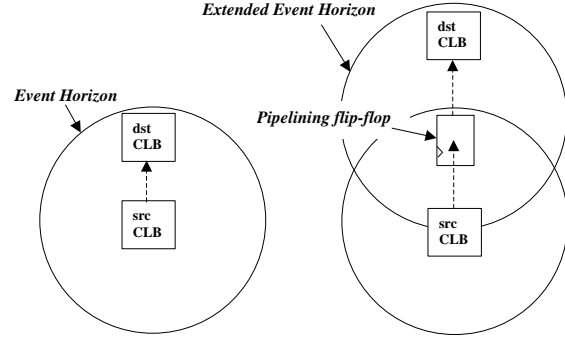 Event Horizon
dst
CLB
src
CLB
Extended Event Horizon
dst
CLB
Pipelining flip-flop
src
CLB